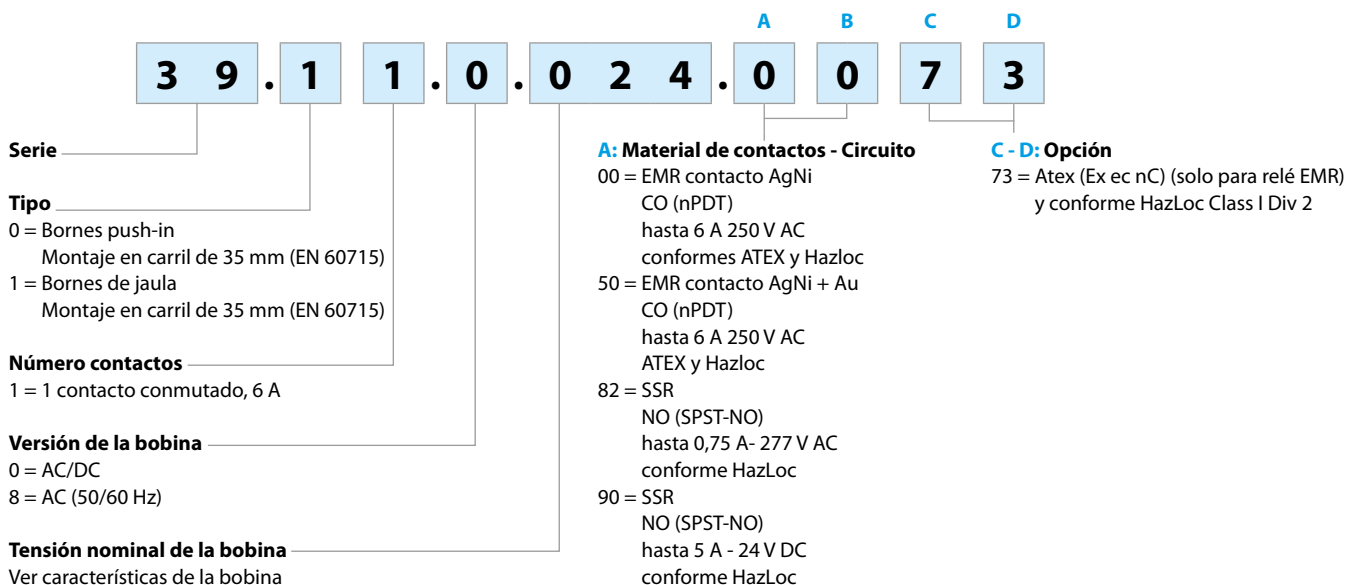 A B C D
3 9 . 1 1 . 0 . 0 2 4 . 0 0 7 3
Serie
Tipo
0 = Bornes push-in
Montaje en carril de 35 mm (EN 60715)
1 = Bornes de jaula
Montaje en carril de 35 mm (EN 60715)
Número contactos
1 = 1 contacto conmutado, 6 A
Versión de la bobina
0 = AC/DC
8 = AC (50/60 Hz)
Tensión nominal de la bobina
Ver características de la bobina
A: Material de contactos - Circuito
00 = EMR contacto AgNi
CO (nPDT)
hasta 6 A 250 V AC
conformes ATEX y Hazloc
50 = EMR contacto AgNi + Au
CO (nPDT)
hasta 6 A 250 V AC
ATEX y Hazloc
82 = SSR
NO (SPST-NO)
hasta 0,75 A- 277 V AC
conforme HazLoc
90 = SSR
NO (SPST-NO)
hasta 5 A - 24 V DC
conforme HazLoc
C - D: Opción
73 = Atex (Ex ec nC) (solo para relé EMR)
y conforme HazLoc Class I Div 2